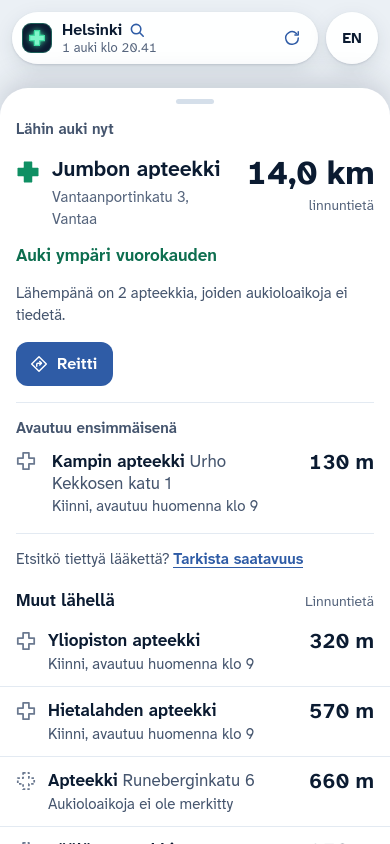 Helsinki
1 auki klo 20.41
EN
Lähin auki nyt
Jumbon apteekki
14,0 km
Vantaanportinkatu 3,
Vantaa
linnuntietä
Auki ympäri vuorokauden
Lähempänä on 2 apteekkia, joiden aukioloaikoja ei
tiedetä.
Reitti
Avautuu ensimmäisenä
Kampin apteekki Urho
Kekkosen katu 1
130 m
Kiinni, avautuu huomenna klo 9
Etsitkö tiettyä lääkettä? Tarkista saatavuus
Muut lähellä
Linnuntietä
Yliopiston apteekki
320 m
Kiinni, avautuu huomenna klo 9
Hietalahden apteekki
570 m
Kiinni, avautuu huomenna klo 9
Apteekki Runeberginkatu 6
660 m
Aukioloaikoja ei ole merkitty